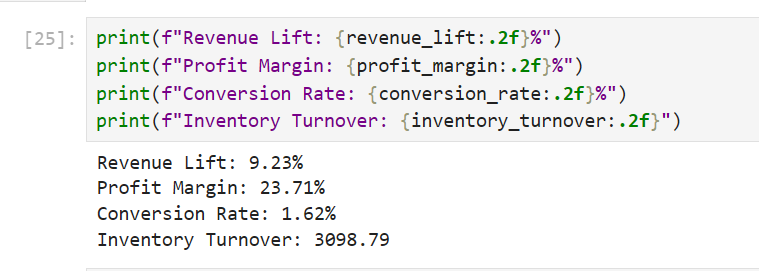 [25]: print(f"Revenue Lift: {revenue_lift:.2f}%")
print(f"Profit Margin: {profit_margin:.2f}%")
print(f"Conversion Rate: {conversion_rate:.2f}%")
print(f"Inventory Turnover: {inventory_turnover:.2f}")
Revenue Lift: 9.23%
Profit Margin: 23.71%
Conversion Rate: 1.62%
Inventory Turnover: 3098.79